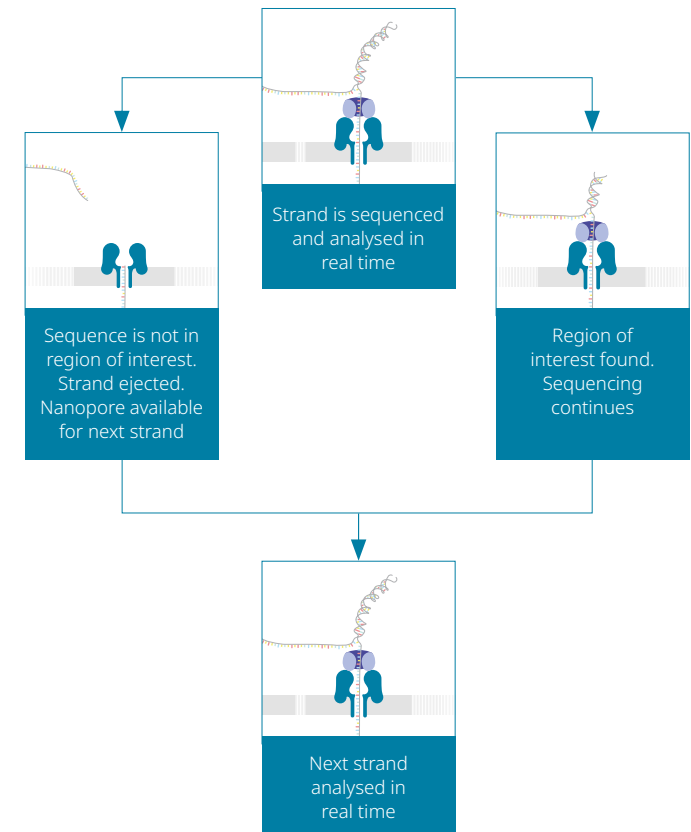 Strand is sequenced
and analysed in
real time
Sequence is not in
region of interest.
Strand ejected.
Nanopore available
for next strand
Region of
interest found.
Sequencing
continues
Next strand
analysed in
real time